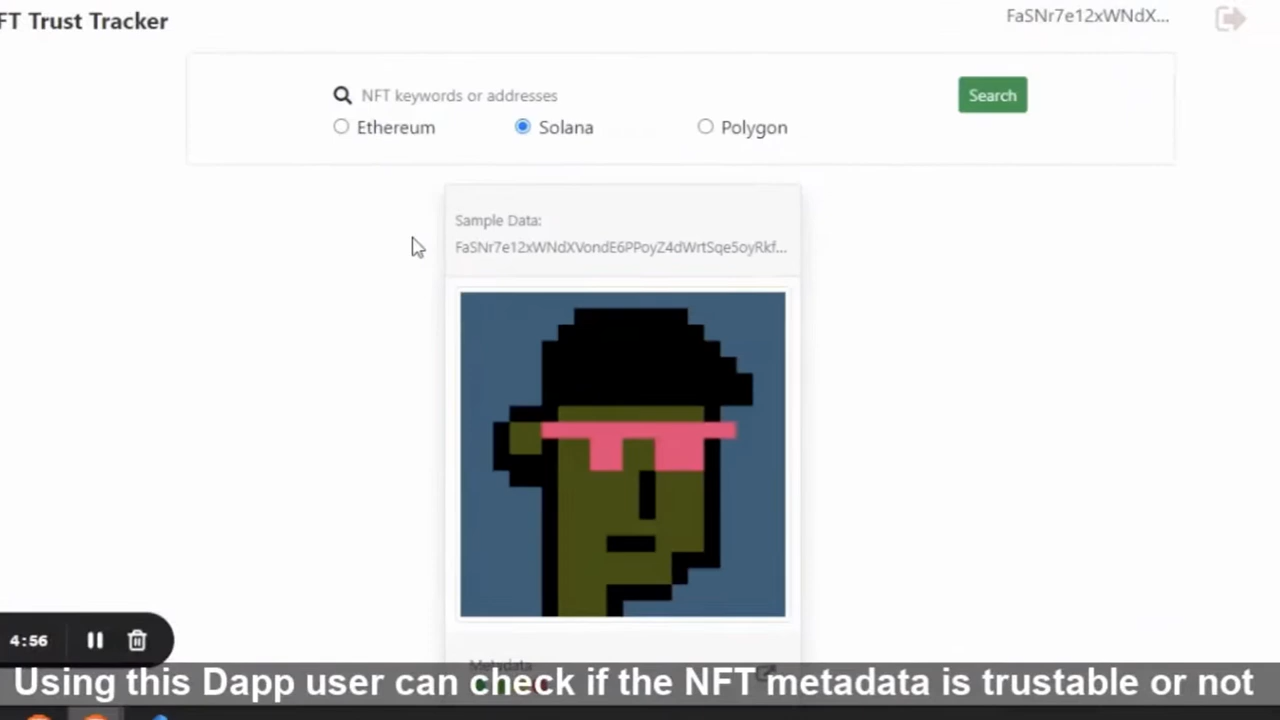 FT Trust Tracker
FaSNr7e12xWNdX...
NFT keywords or addresses
Search
Ethereum
Solana
Polygon
Sample Data:
FaSNr7e12xWNdXVondE6PPoyZ4dWrtSqe5oyRkf...
Metadata
4:56
Using this Dapp user can check if the NFT metadata is trustable or not